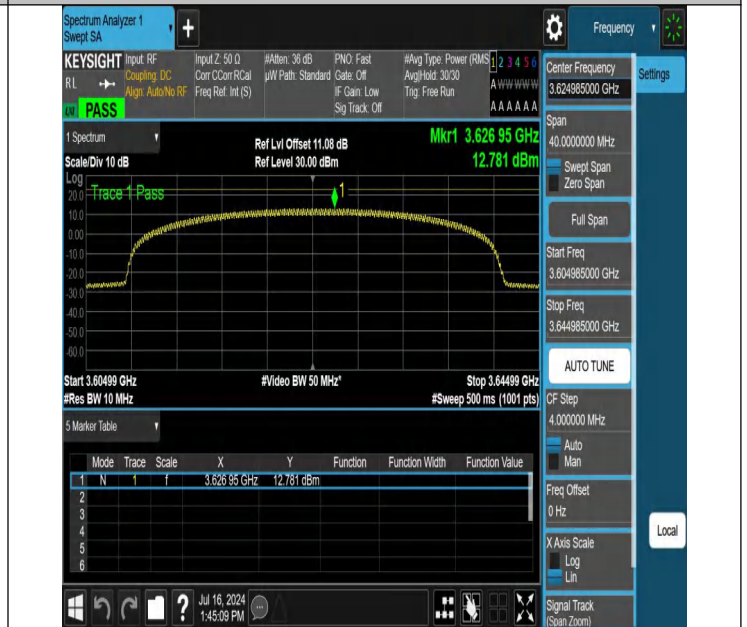 Spectrum Analyzer 1
Swept SA
+
Frequency
KEYSIGHT
RL
PASS
Input: RF
Coupling: DC
Align: Auto/No RF
Input Z: 50 Ω
Corr CCorr RCal
Freq Ref: Int (S)
#Atten: 36 dB
µW Path: Standard
PNO: Fast
Gate: Off
IF Gain: Low
Sig Track: Off
#Avg Type: Power (RMS
Avg|Hold: 30/30
Trig: Free Run
1 2 3 4 5 6
A W W W W W
A A A A A A
1 Spectrum
Scale/Div 10 dB
Log
Ref Lvl Offset 11.08 dB
Ref Level 30.00 dBm
Mkr1 3.626 95 GHz
12.781 dBm
Trace 1 Pass
1
20.0
10.0
0.00
-10.0
-20.0
-30.0
-40.0
-50.0
-60.0
Start 3.60499 GHz
#Res BW 10 MHz
#Video BW 50 MHz*
Stop 3.64499 GHz
#Sweep 500 ms (1001 pts)
5 Marker Table
Mode Trace Scale X Y Function Function Width Function Value
1 N 1 f 3.626 95 GHz 12.781 dBm
2
3
4
5
6
?
Jul 16, 2024
1:45:09 PM
Center Frequency
3.624985000 GHz
Settings
Span
40.0000000 MHz
Swept Span
Zero Span
Full Span
Start Freq
3.604985000 GHz
Stop Freq
3.644985000 GHz
AUTO TUNE
CF Step
4.000000 MHz
Auto
Man
Freq Offset
0 Hz
Local
X Axis Scale
Log
Lin
Signal Track
(Span Zoom)